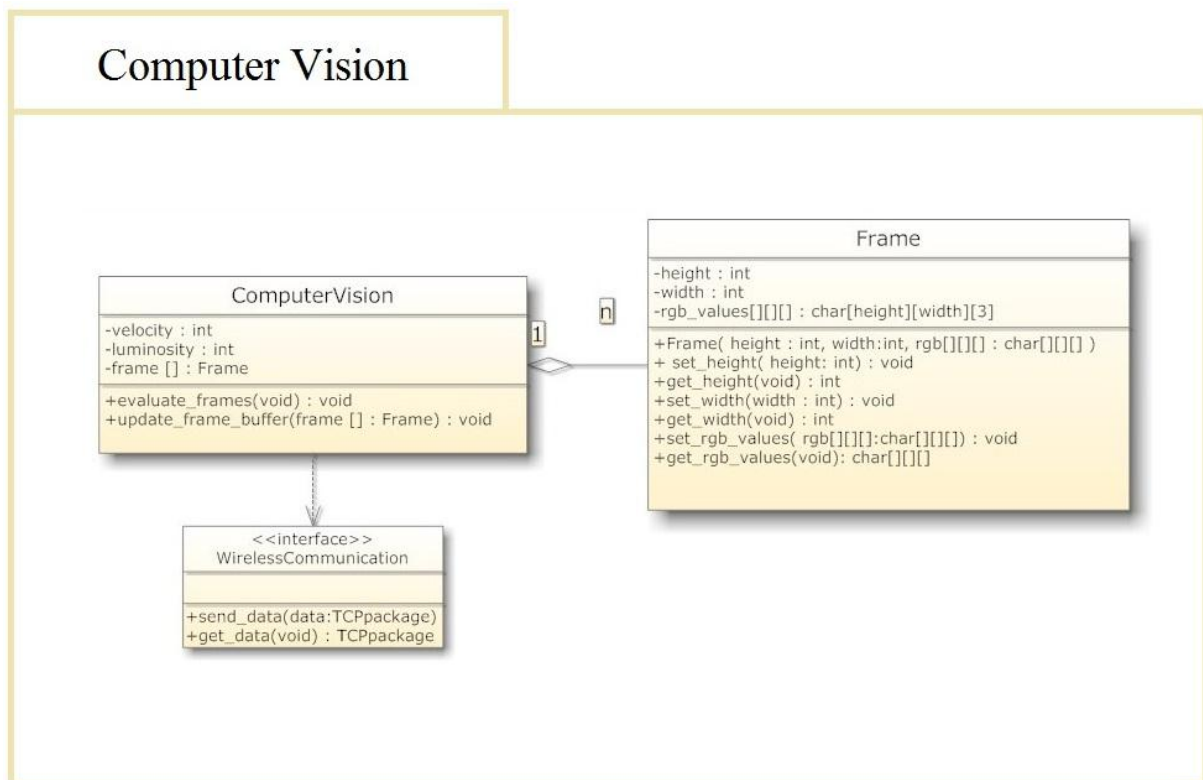 Computer Vision
ComputerVision
-velocity : int
-luminosity : int
-frame [] : Frame
+evaluate_frames(void) : void
+update_frame_buffer(frame [] : Frame) : void
1
n
Frame
-height : int
-width : int
-rgb_values[][][] : char[height][width][3]
+Frame( height : int, width:int, rgb[][][] : char[][][] )
+ set_height( height: int) : void
+get_height(void) : int
+set_width(width : int) : void
+get_width(void) : int
+set_rgb_values( rgb[][][]:char[][][]) : void
+get_rgb_values(void): char[][][]
<<interface>>
WirelessCommunication
+send_data(data:TCPpackage)
+get_data(void) : TCPpackage